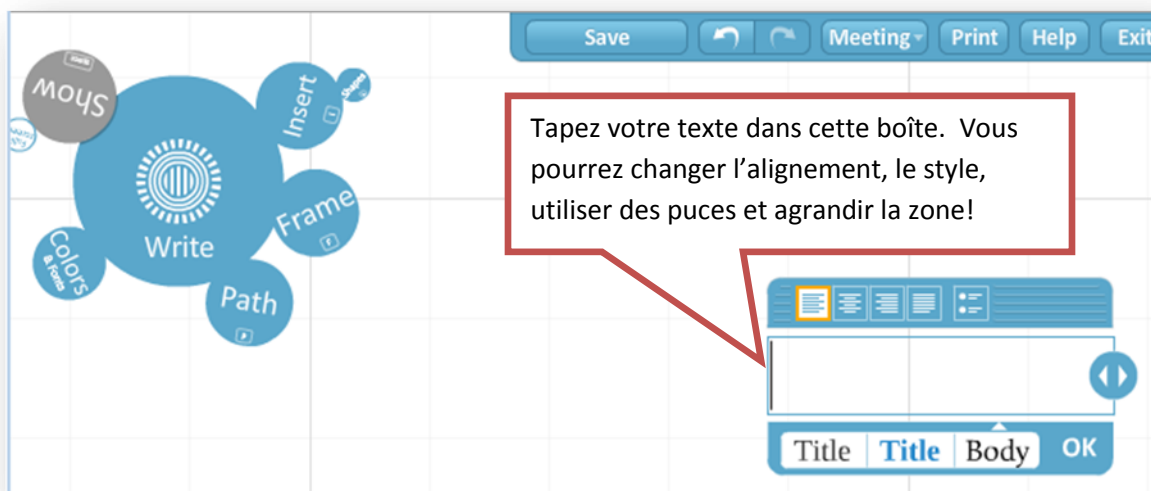 Save
Meeting
Print
Help
Exit
Show
Insert
Shapes
I
Frame
F
Write
Colors
& Fonts
Path
P
Tapez votre texte dans cette boîte. Vous
pourrez changer l’alignement, le style,
utiliser des puces et agrandir la zone!
Title Title Body OK